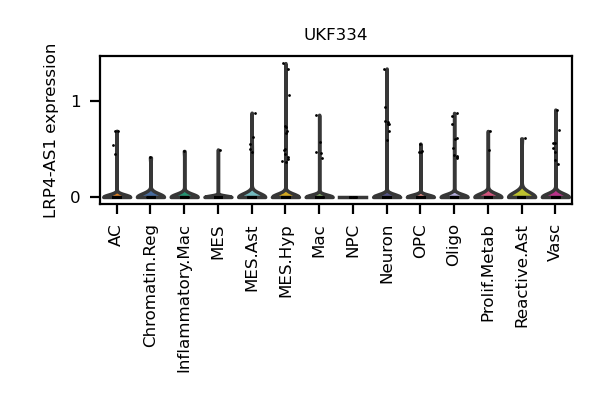 UKF334
LRP4-AS1 expression
1
0
AC
Chromatin.Reg
Inflammatory.Mac
MES
MES.Ast
MES.Hyp
Mac
NPC
Neuron
OPC
Oligo
Prolif.Metab
Reactive.Ast
Vasc